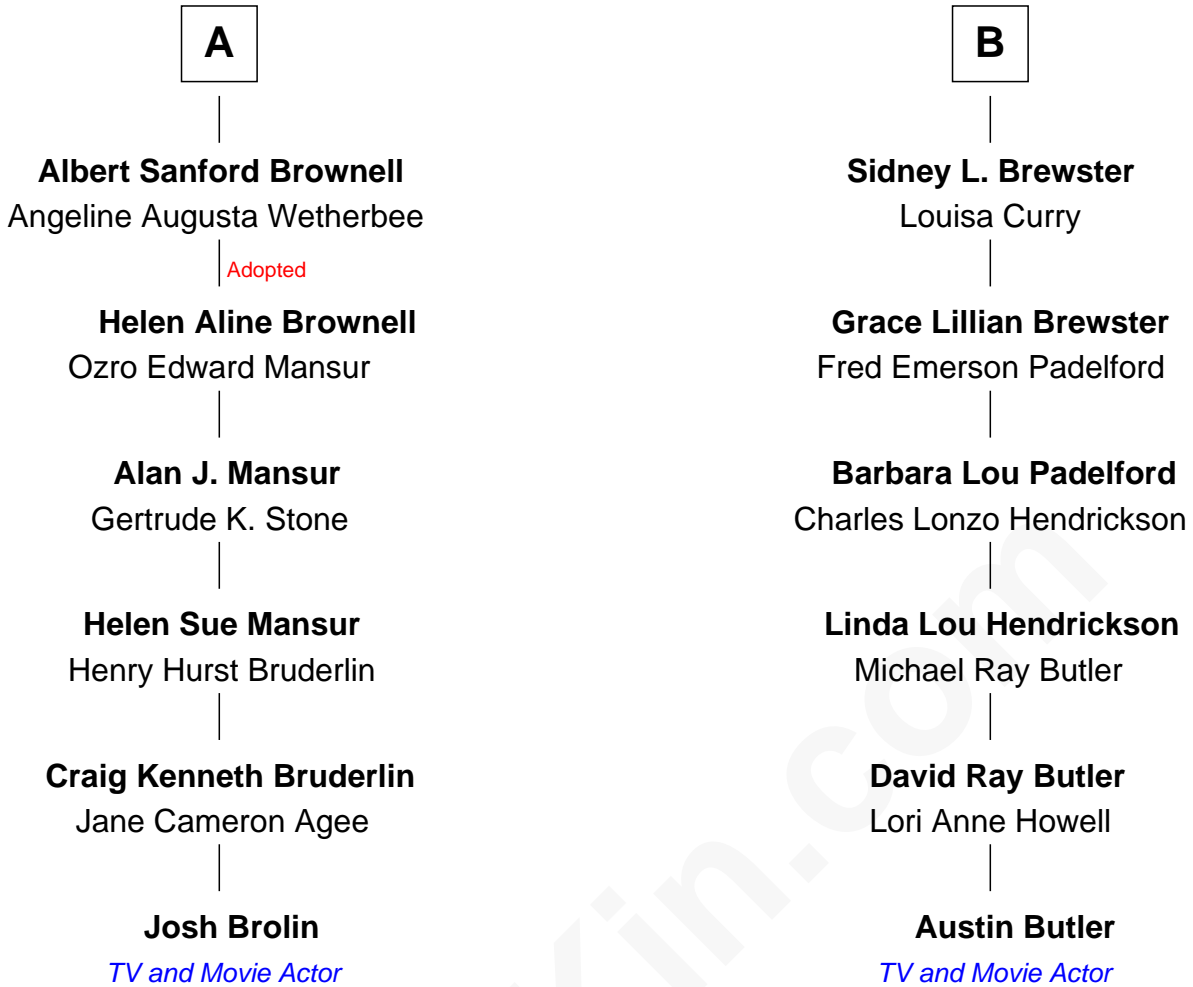 A
Albert Sanford Brownell
Angeline Augusta Wetherbee
Adopted
Helen Aline Brownell
Ozro Edward Mansur
Alan J. Mansur
Gertrude K. Stone
Helen Sue Mansur
Henry Hurst Bruderlin
Craig Kenneth Bruderlin
Jane Cameron Agee
Josh Brolin
TV and Movie Actor
B
Sidney L. Brewster
Louisa Curry
Grace Lillian Brewster
Fred Emerson Padelford
Barbara Lou Padelford
Charles Lonzo Hendrickson
Linda Lou Hendrickson
Michael Ray Butler
David Ray Butler
Lori Anne Howell
Austin Butler
TV and Movie Actor
Kin.com